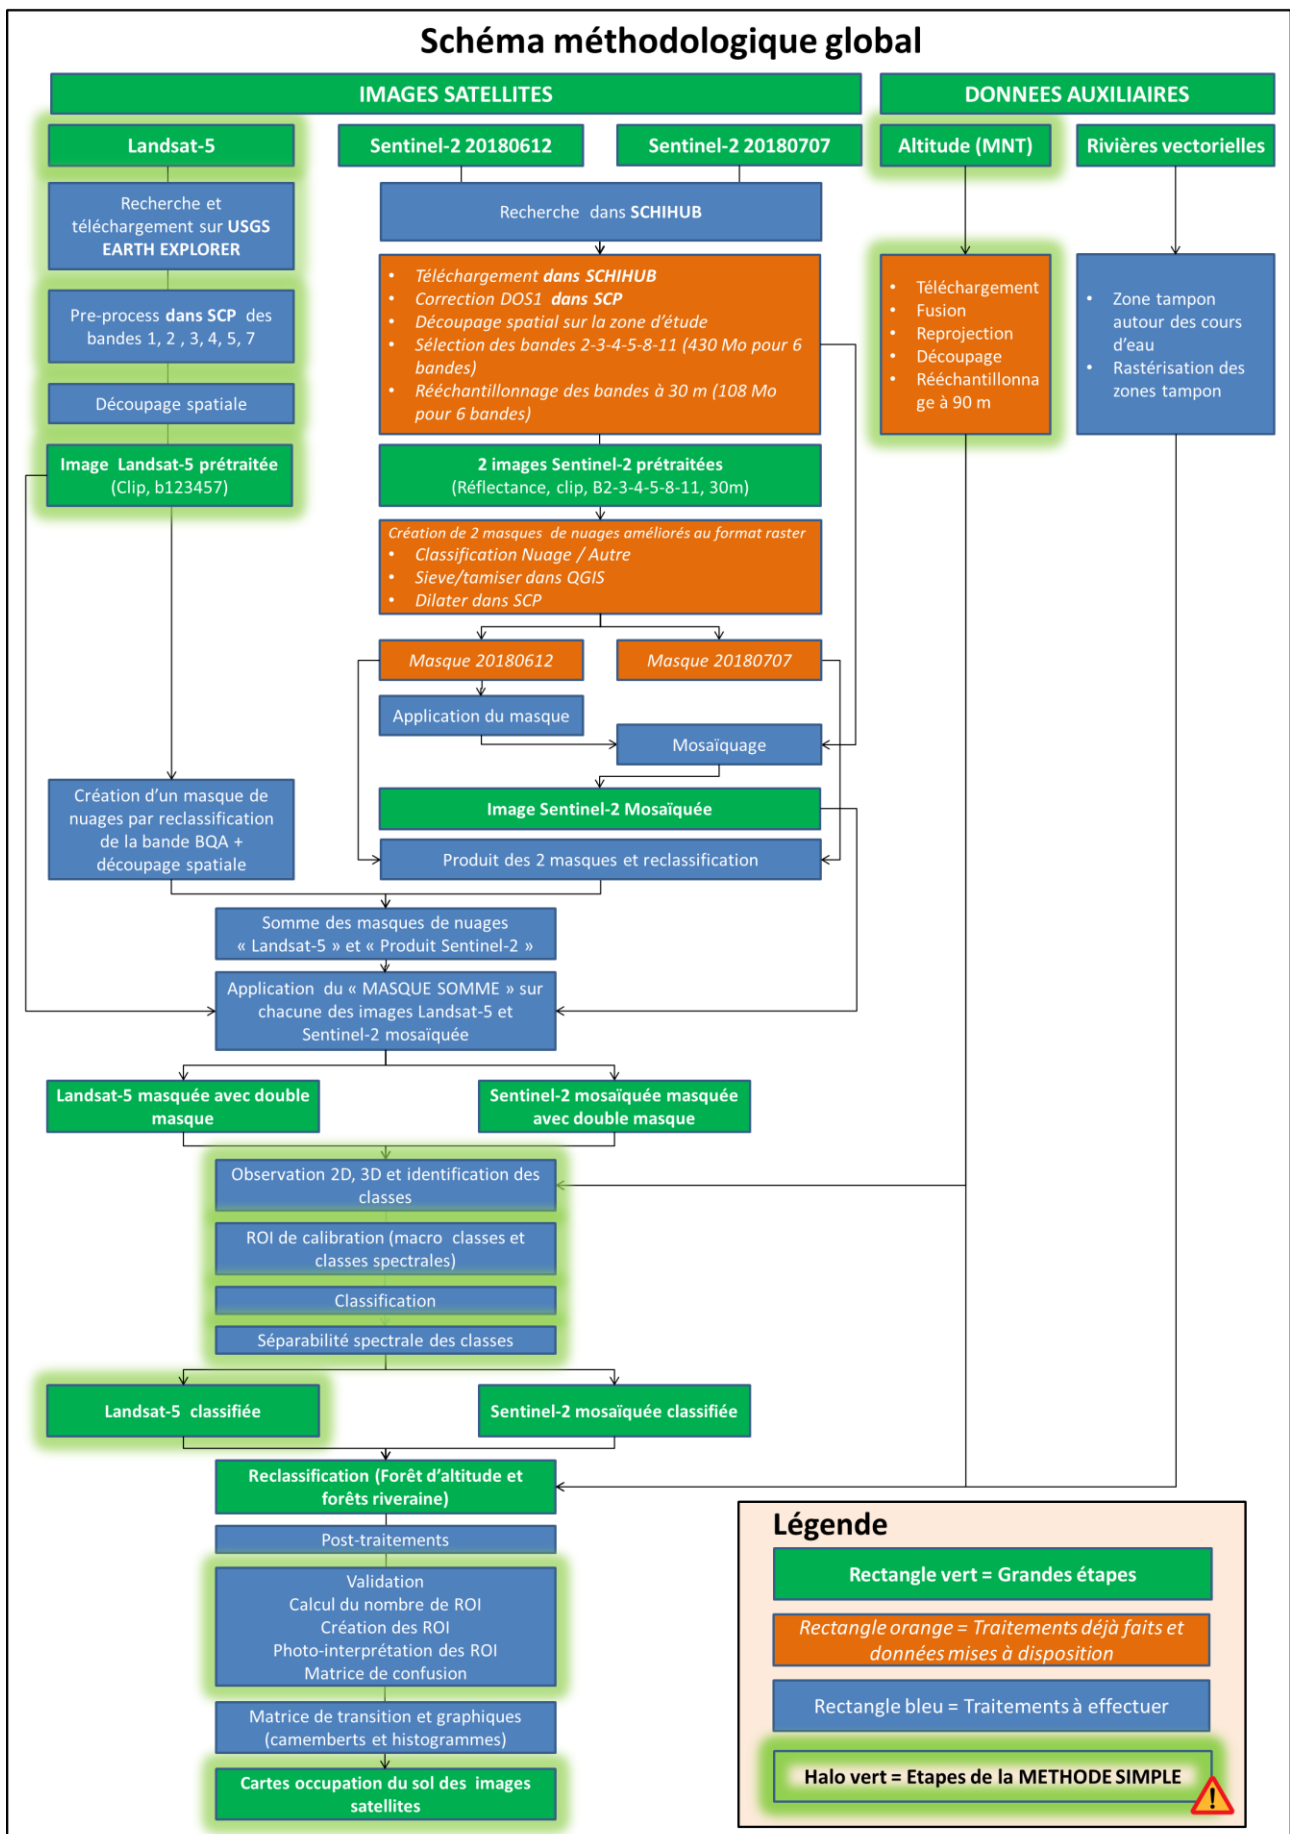 Schéma méthodologique global
IMAGES SATELLITES
DONNEES AUXILIAIRES
Landsat-5
Sentinel-2 20180612
Sentinel-2 20180707
Altitude (MNT)
Rivières vectorielles
Recherche et
téléchargement sur USGS
EARTH EXPLORER
Recherche dans SCHIHUB
Pre-process dans SCP des
bandes 1, 2 , 3, 4, 5, 7
Découpage spatiale
Image Landsat-5 prétraitée
(Clip, b123457)
• Téléchargement dans SCHIHUB
• Correction DOS1 dans SCP
• Découpage spatial sur la zone d'étude
• Sélection des bandes 2-3-4-5-8-11 (430 Mo pour 6
bandes)
• Rééchantillonnage des bandes à 30 m (108 Mo
pour 6 bandes)
• Téléchargement
• Fusion
• Reprojection
• Découpage
• Rééchantillonna
ge à 90 m
• Zone tampon
autour des cours
d'eau
• Rastérisation des
zones tampon
2 images Sentinel-2 prétraitées
(Réflectance, clip, B2-3-4-5-8-11, 30m)
Création de 2 masques de nuages améliorés au format raster
• Classification Nuage / Autre
• Sieve/tamiser dans QGIS
• Dilater dans SCP
Masque 20180612
Masque 20180707
Application du masque
Mosaïquage
Image Sentinel-2 Mosaïquée
Création d'un masque de
nuages par reclassification
de la bande BQA +
découpage spatiale
Produit des 2 masques et reclassification
Somme des masques de nuages
« Landsat-5 » et « Produit Sentinel-2 »
Application du « MASQUE SOMME » sur
chacune des images Landsat-5 et
Sentinel-2 mosaïquée
Landsat-5 masquée avec double
masque
Sentinel-2 mosaïquée masquée
avec double masque
Observation 2D, 3D et identification des
classes
ROI de calibration (macro classes et
classes spectrales)
Classification
Séparabilité spectrale des classes
Landsat-5 classifiée
Sentinel-2 mosaïquée classifiée
Reclassification (Forêt d'altitude et
forêts riveraine)
Post-traitements
Validation
Calcul du nombre de ROI
Création des ROI
Photo-interprétation des ROI
Matrice de confusion
Matrice de transition et graphiques
(camemberts et histogrammes)
Cartes occupation du sol des images
satellites
Légende
Rectangle vert = Grandes étapes
Rectangle orange = Traitements déjà faits et
données mises à disposition
Rectangle bleu = Traitements à effectuer
Halo vert = Etapes de la METHODE SIMPLE
!